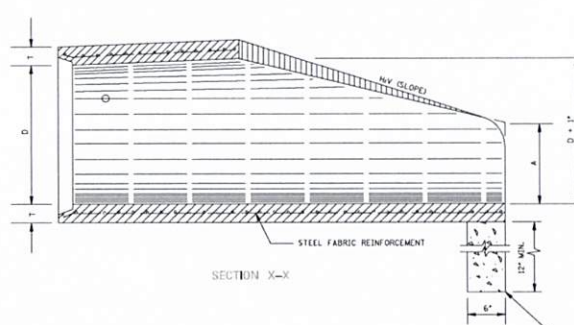 T
H:V (SLOPE)
D
D + 1"
A
T
STEEL FABRIC REINFORCEMENT
12" MIN.
SECTION X-X
6"